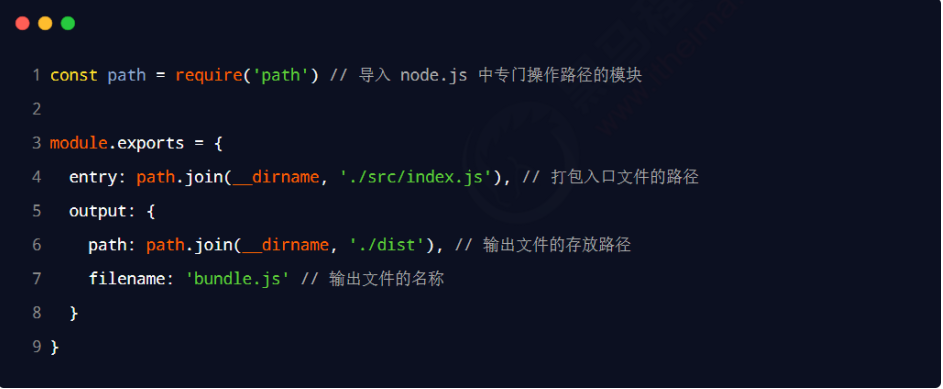 1 const path = require('path') // 导入 node.js 中专门操作路径的模块
2
3 module.exports = {
4   entry: path.join(__dirname, './src/index.js'), // 打包入口文件的路径
5   output: {
6     path: path.join(__dirname, './dist'), // 输出文件的存放路径
7     filename: 'bundle.js' // 输出文件的名称
8   }
9 }